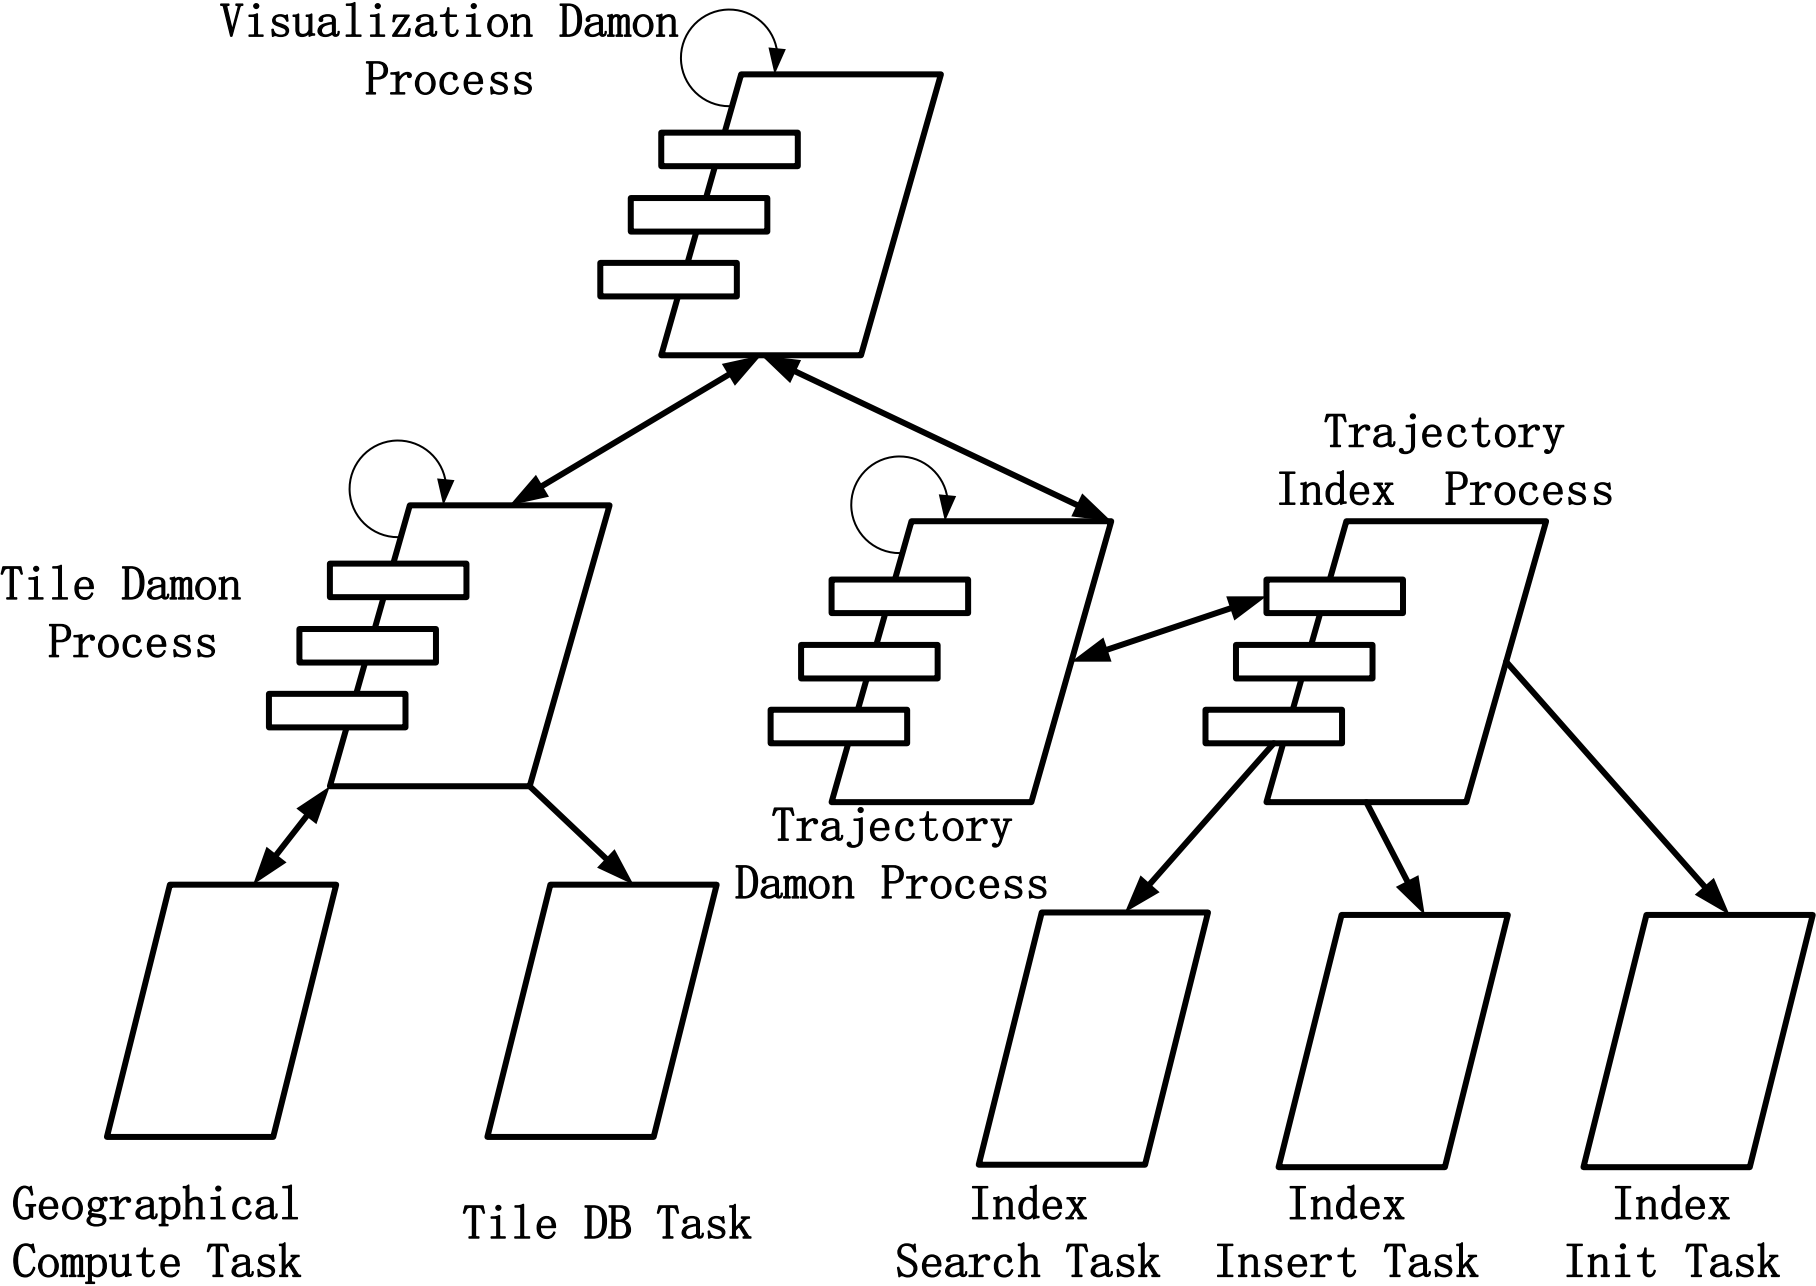 Visualization Damon
Process
Trajectory
Index Process
Tile Damon
Process
Trajectory
Damon Process
Geographical
Compute Task
Tile DB Task
Index
Search Task
Index
Insert Task
Index
Init Task